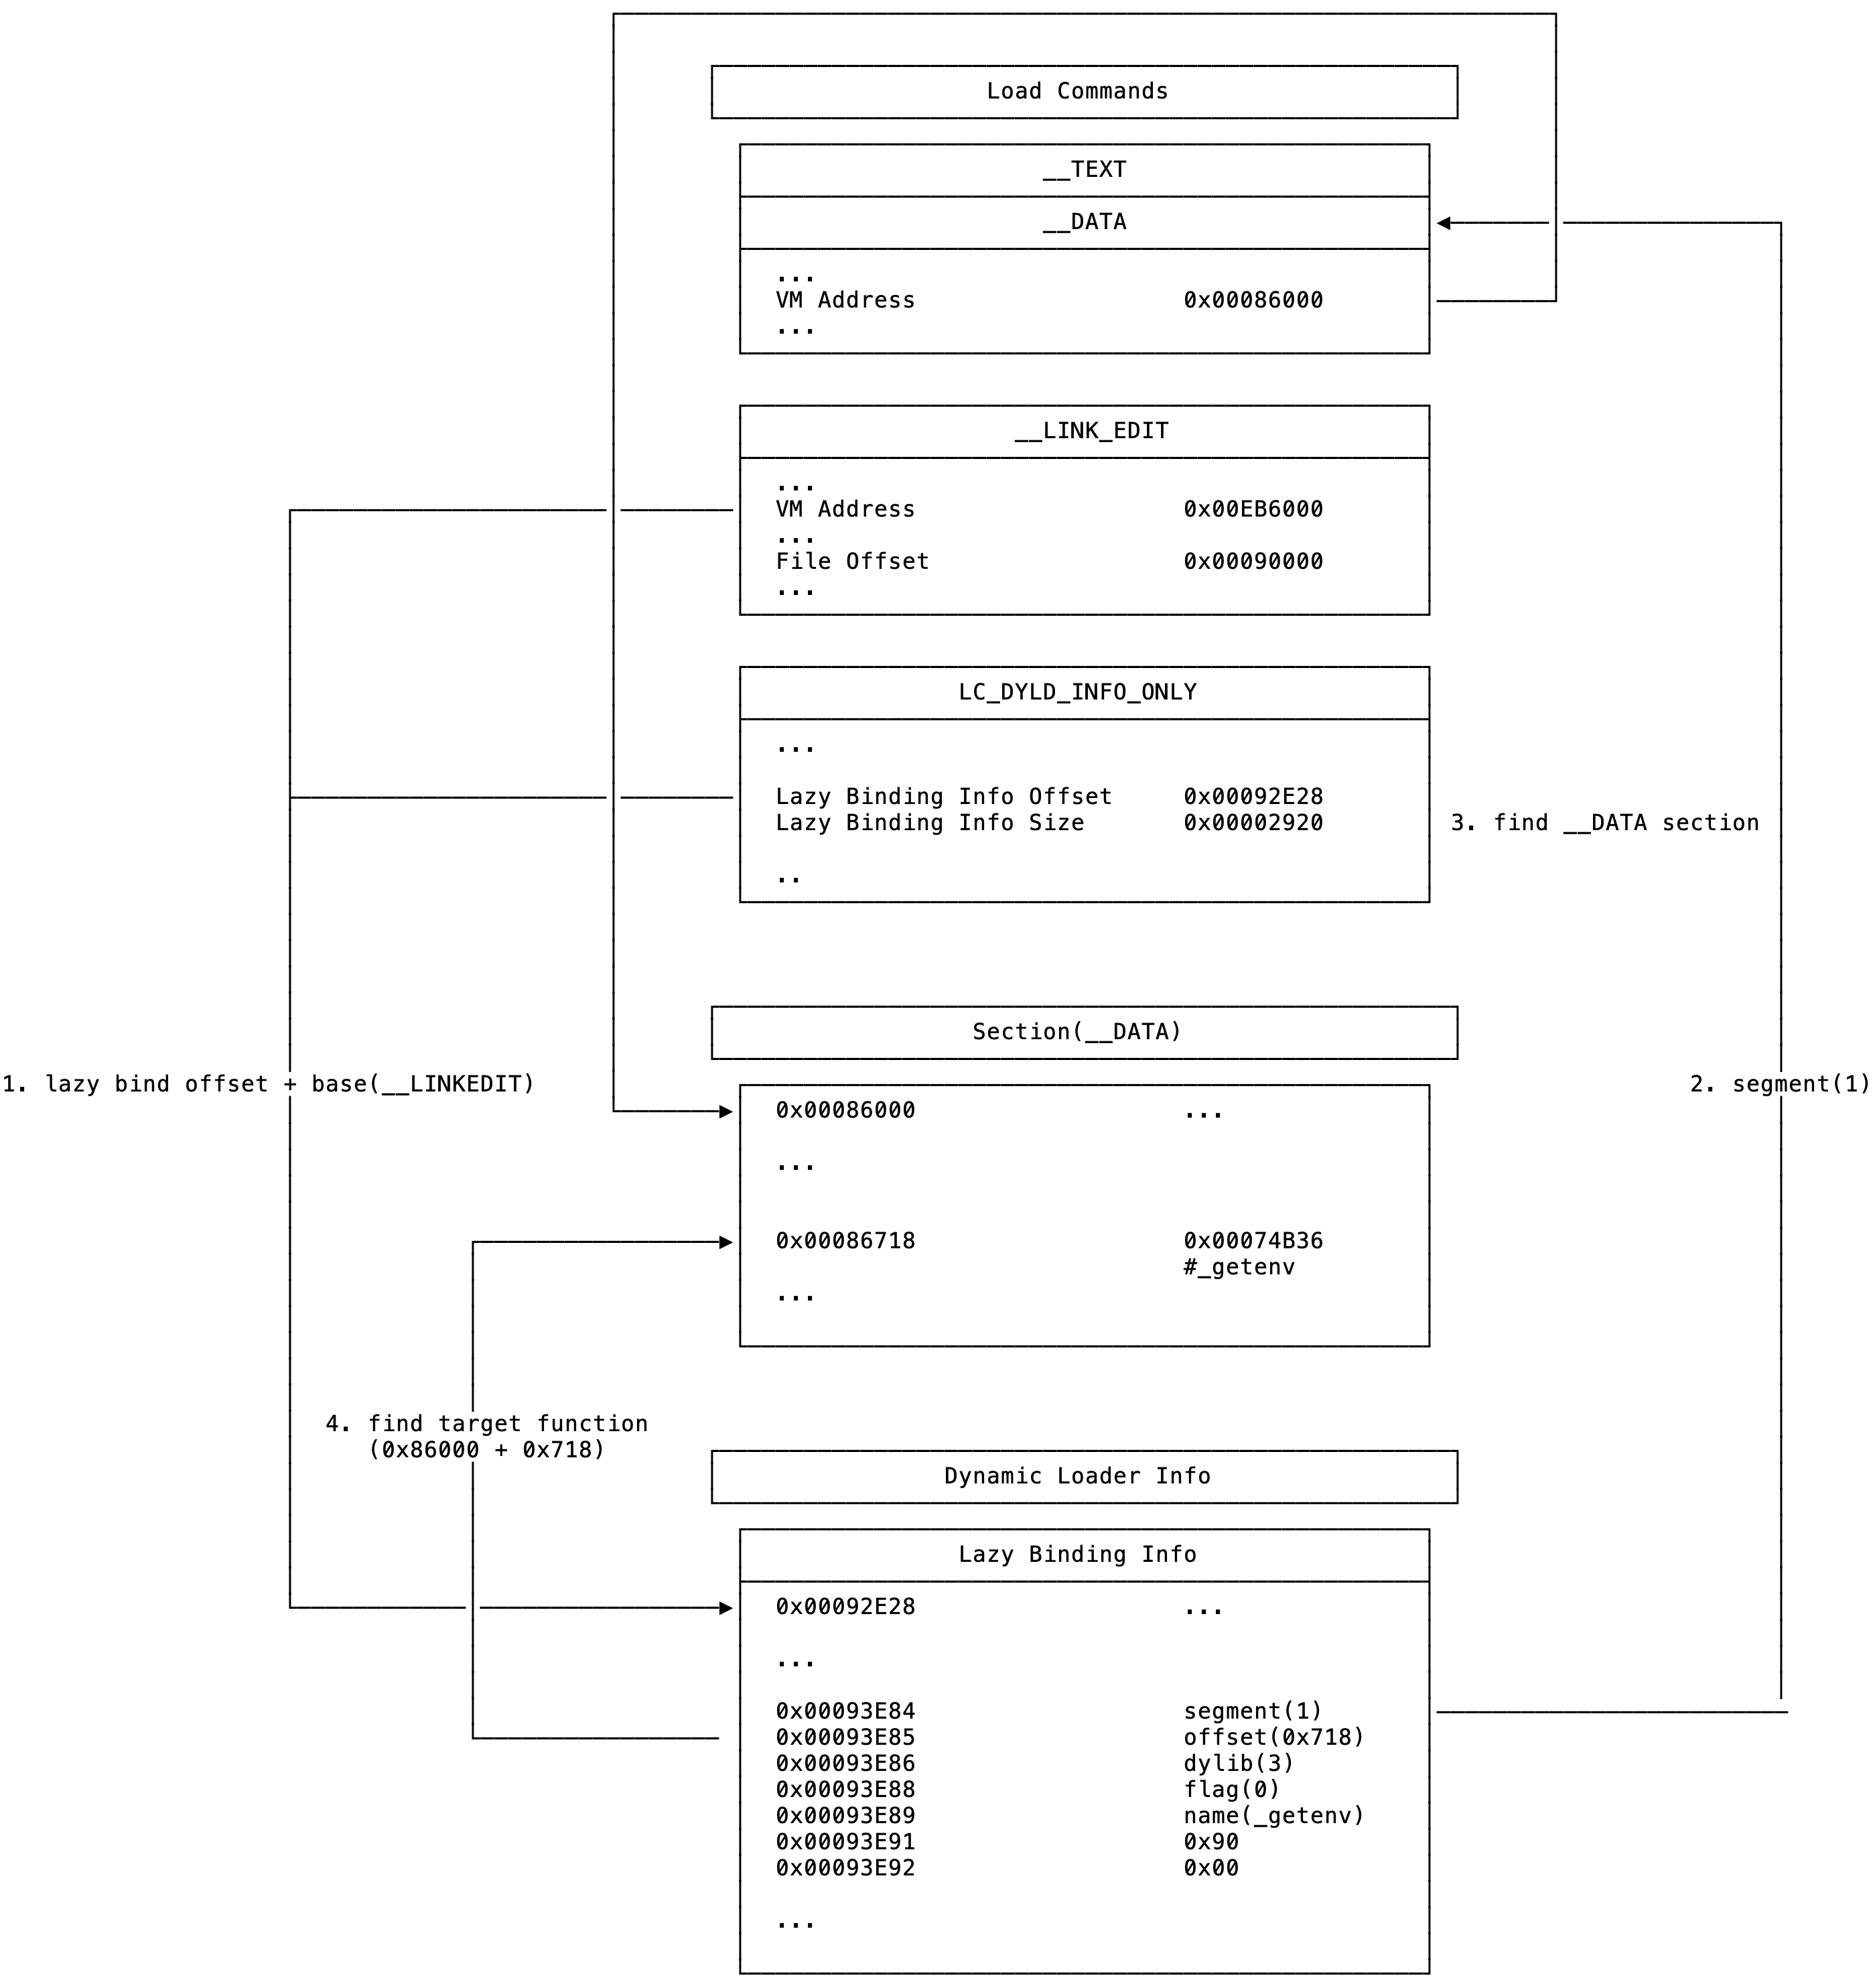 Load Commands
__TEXT
__DATA
...
VM Address 0x00086000
...
__LINK_EDIT
...
VM Address 0x00EB6000
...
File Offset 0x00090000
...
LC_DYLD_INFO_ONLY
...
Lazy Binding Info Offset 0x00092E28
Lazy Binding Info Size 0x00002920
3. find __DATA section
..
Section(__DATA)
1. lazy bind offset + base(__LINKEDIT)
2. segment(1)
0x00086000 ...
...
0x00086718 0x00074B36
#_getenv
...
4. find target function
(0x86000 + 0x718)
Dynamic Loader Info
Lazy Binding Info
0x00092E28 ...
...
0x00093E84 segment(1)
0x00093E85 offset(0x718)
0x00093E86 dylib(3)
0x00093E88 flag(0)
0x00093E89 name(_getenv)
0x00093E91 0x90
0x00093E92 0x00
...